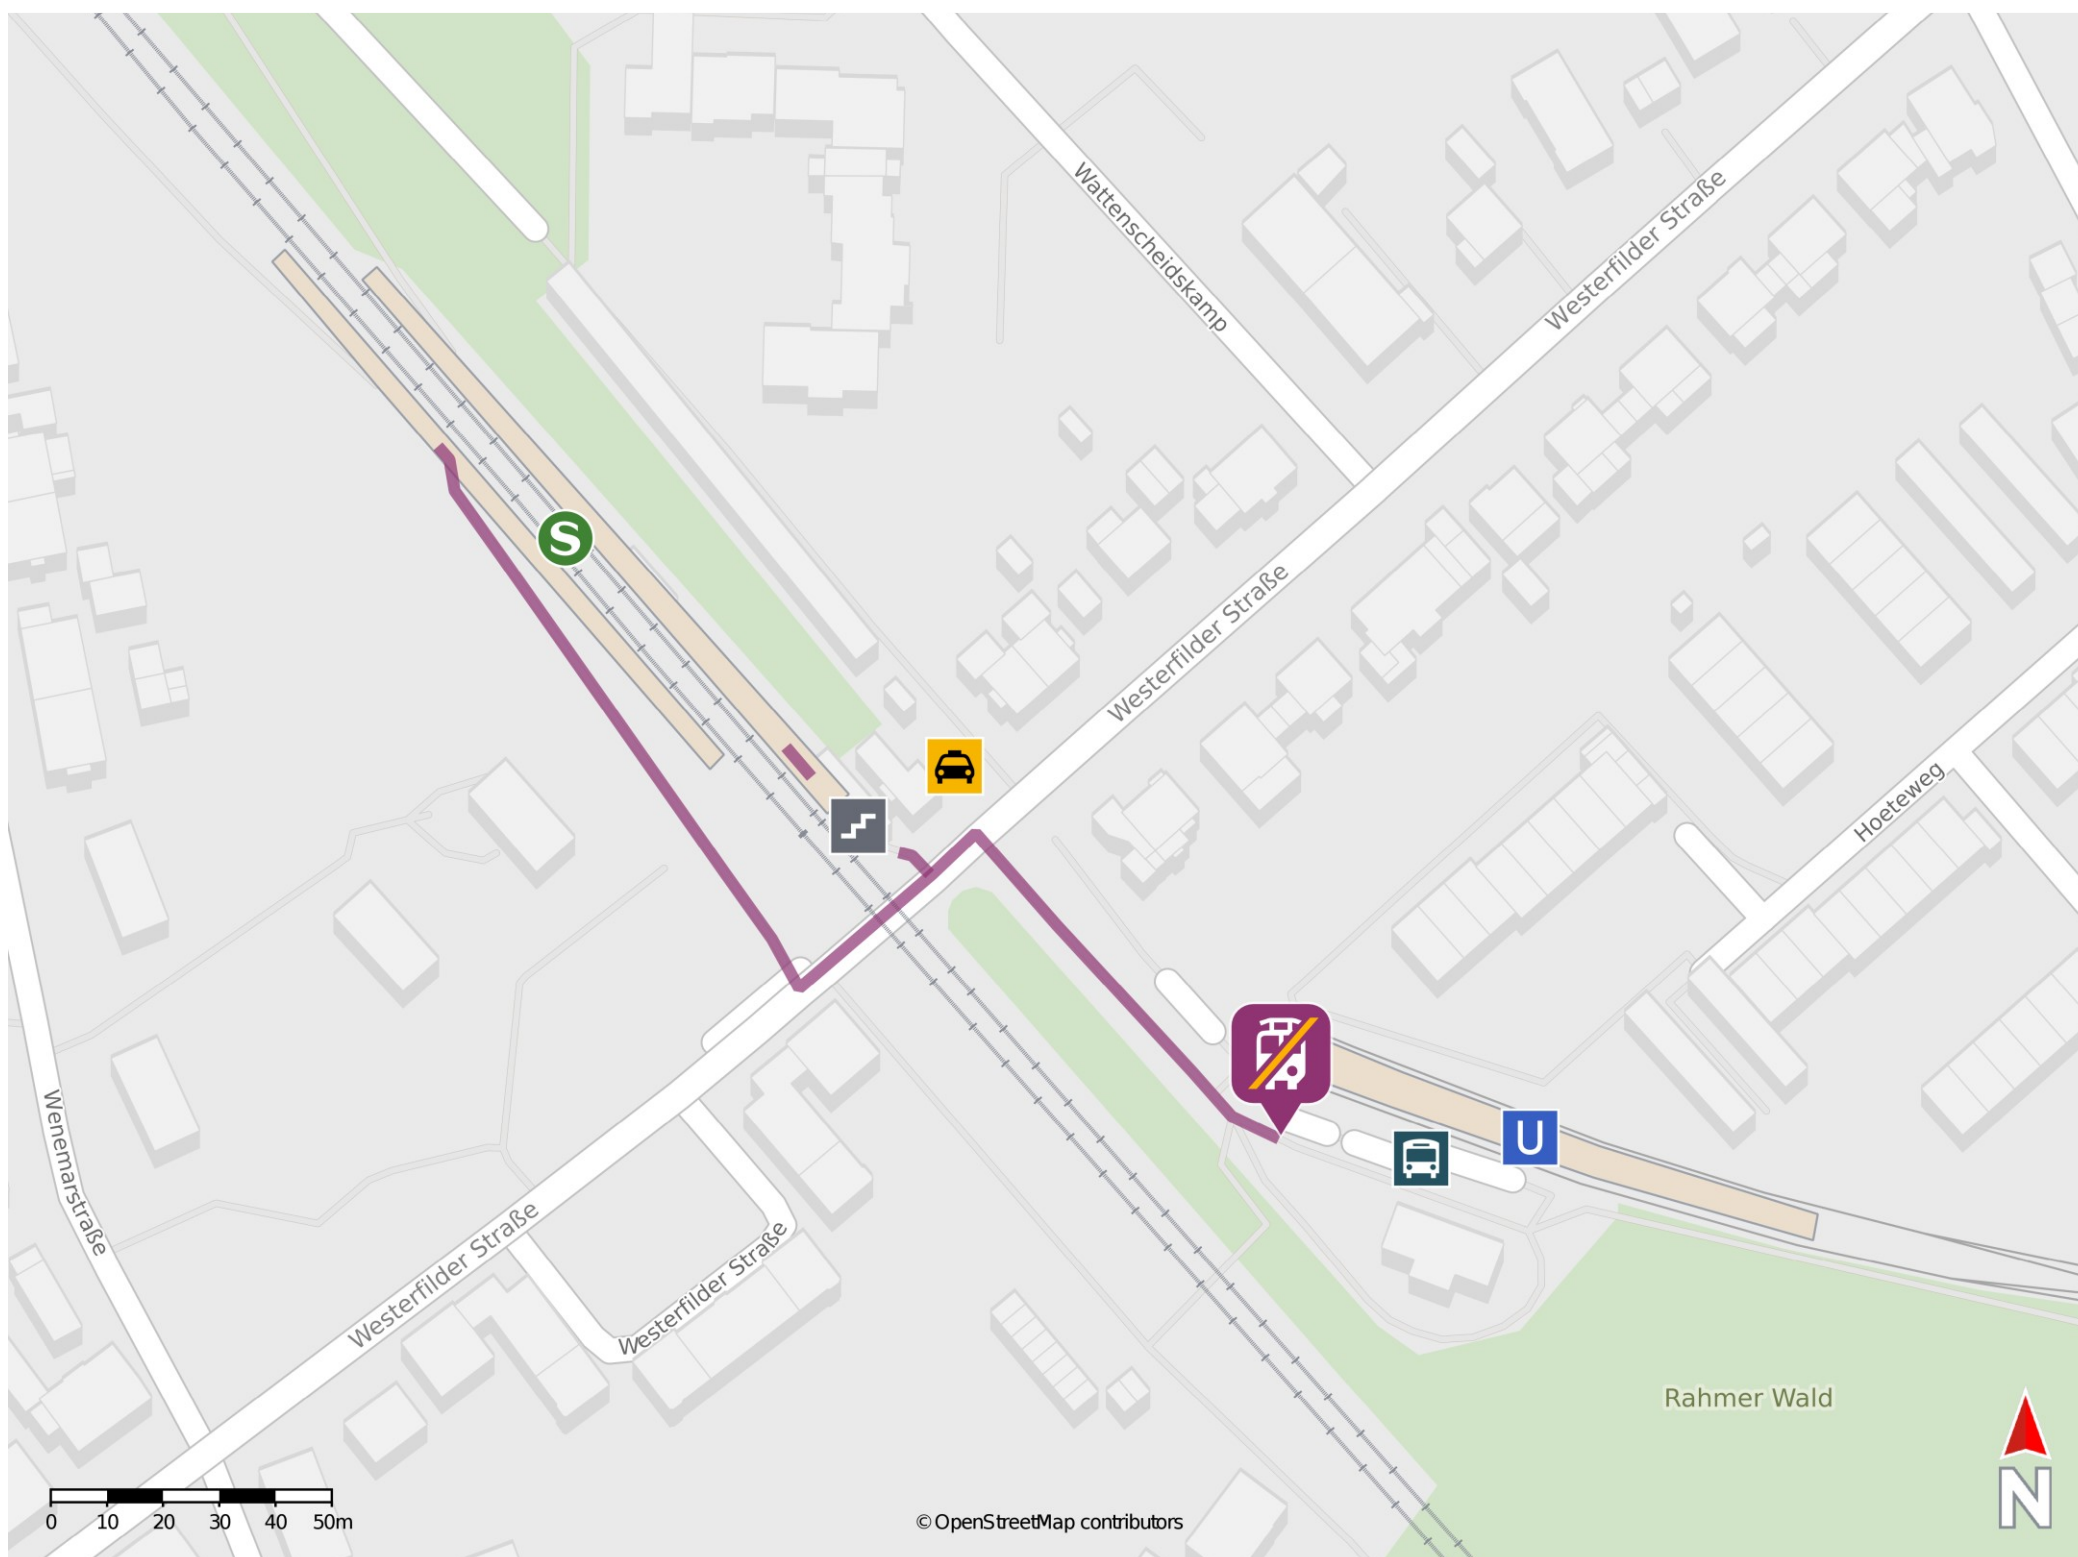 Wattenscheidskamp
Westerfilder Straße
S
Westerfilder Straße
Hoeteweg
U
Wenemarstraße
Westerfilder Straße
Westerfilder Straße
Rahmer Wald
N
0 10 20 30 40 50m
© OpenStreetMap contributors